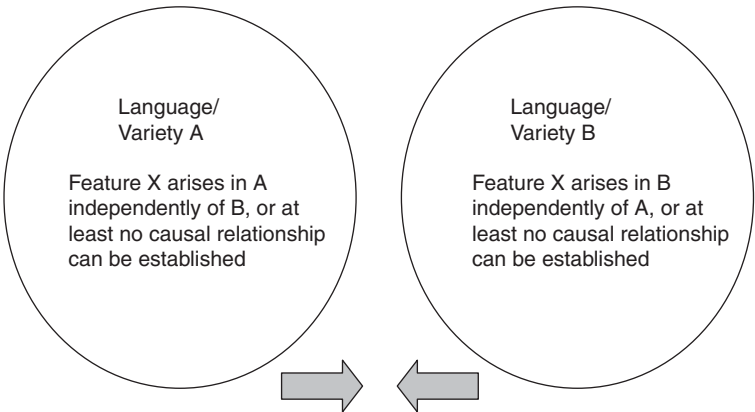 Language/
Variety A
Feature X arises in A
independently of B, or at
least no causal relationship
can be established
Language/
Variety B
Feature X arises in B
independently of A, or at
least no causal relationship
can be established